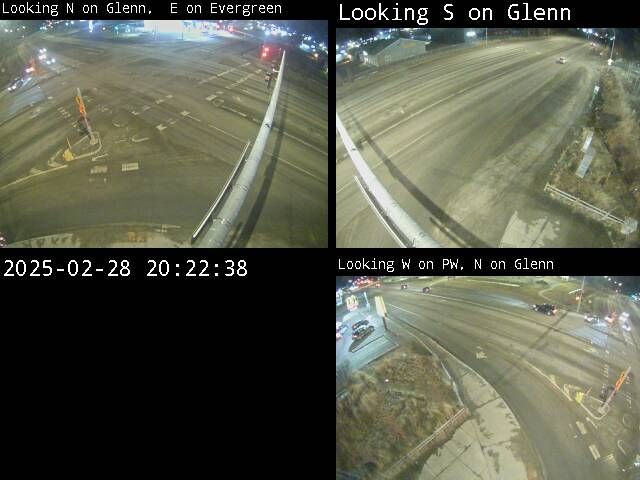 Looking N on Glenn,  E on Evergreen
Looking S on Glenn
2025-02-28 20:22:38
Looking W on PW, N on Glenn